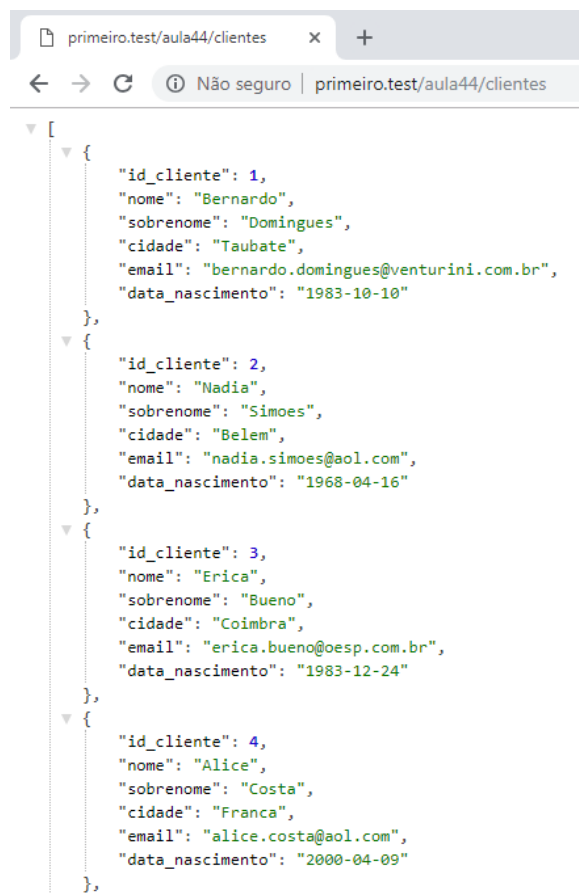 primeiro.test/aula44/clientes
Não seguro | primeiro.test/aula44/clientes
[
{
"id_cliente": 1,
"nome": "Bernardo",
"sobrenome": "Domingues",
"cidade": "Taubate",
"email": "bernardo.domingues@venturini.com.br",
"data_nascimento": "1983-10-10"
},
{
"id_cliente": 2,
"nome": "Nadia",
"sobrenome": "Simoes",
"cidade": "Belem",
"email": "nadia.simoes@aol.com",
"data_nascimento": "1968-04-16"
},
{
"id_cliente": 3,
"nome": "Erica",
"sobrenome": "Bueno",
"cidade": "Coimbra",
"email": "erica.bueno@oesp.com.br",
"data_nascimento": "1983-12-24"
},
{
"id_cliente": 4,
"nome": "Alice",
"sobrenome": "Costa",
"cidade": "Franca",
"email": "alice.costa@aol.com",
"data_nascimento": "2000-04-09"
},